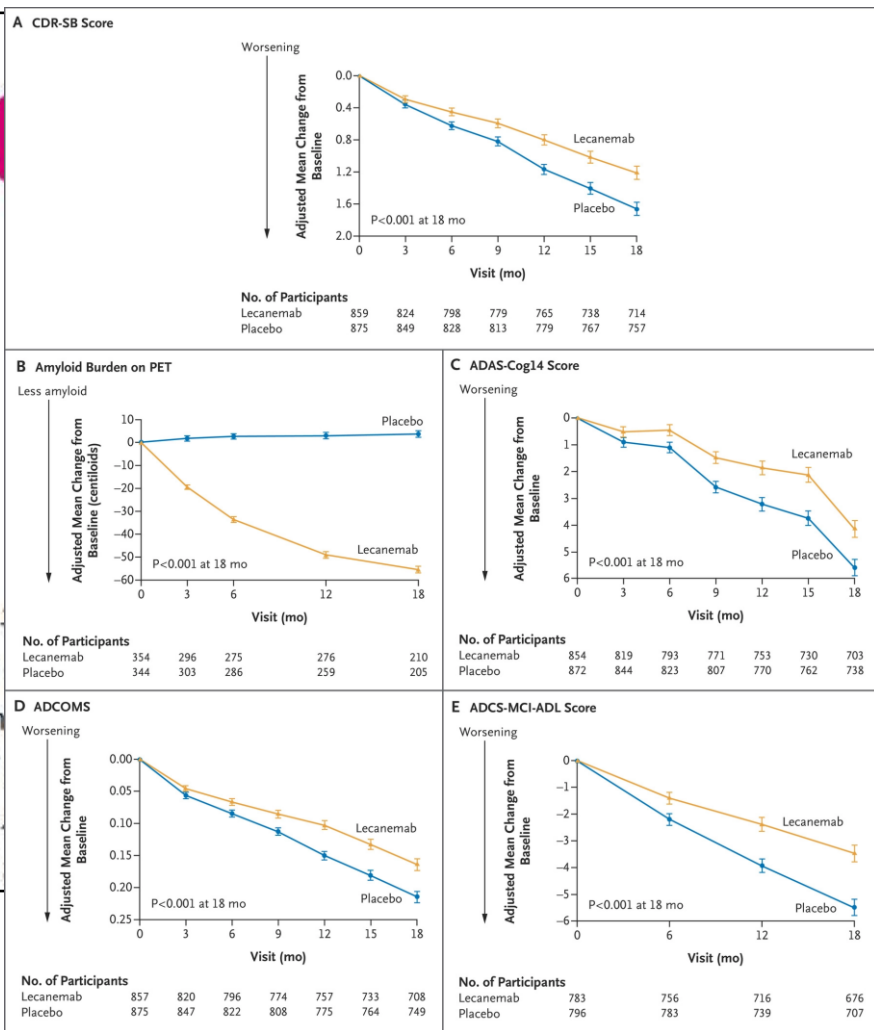 A CDR-SB Score
Worsening
Adjusted Mean Change from
Baseline
0.0
0.4
0.8
1.2
1.6
2.0
Lecanemab
Placebo
P<0.001 at 18 mo
0 3 6 9 12 15 18
Visit (mo)
No. of Participants
Lecanemab 859 824 798 779 765 738 714
Placebo 875 849 828 813 779 767 757
B Amyloid Burden on PET
Less amyloid
Adjusted Mean Change from
Baseline (centiloids)
10
0
−10
−20
−30
−40
−50
−60
Placebo
Lecanemab
P<0.001 at 18 mo
0 3 6 12 18
Visit (mo)
No. of Participants
Lecanemab 354 296 275 276 210
Placebo 344 303 286 259 205
C ADAS-Cog14 Score
Worsening
Adjusted Mean Change from
Baseline
0
1
2
3
4
5
6
Lecanemab
Placebo
P<0.001 at 18 mo
0 3 6 9 12 15 18
Visit (mo)
No. of Participants
Lecanemab 854 819 793 771 753 730 703
Placebo 872 844 823 807 770 762 738
D ADCOMS
Worsening
Adjusted Mean Change from
Baseline
0.00
0.05
0.10
0.15
0.20
0.25
Lecanemab
Placebo
P<0.001 at 18 mo
0 3 6 9 12 15 18
Visit (mo)
No. of Participants
Lecanemab 857 820 796 774 757 733 708
Placebo 875 847 822 808 775 764 749
E ADCS-MCI-ADL Score
Worsening
Adjusted Mean Change from
Baseline
0
−1
−2
−3
−4
−5
−6
Lecanemab
Placebo
P<0.001 at 18 mo
0 6 12 18
Visit (mo)
No. of Participants
Lecanemab 783 756 716 676
Placebo 796 783 739 707